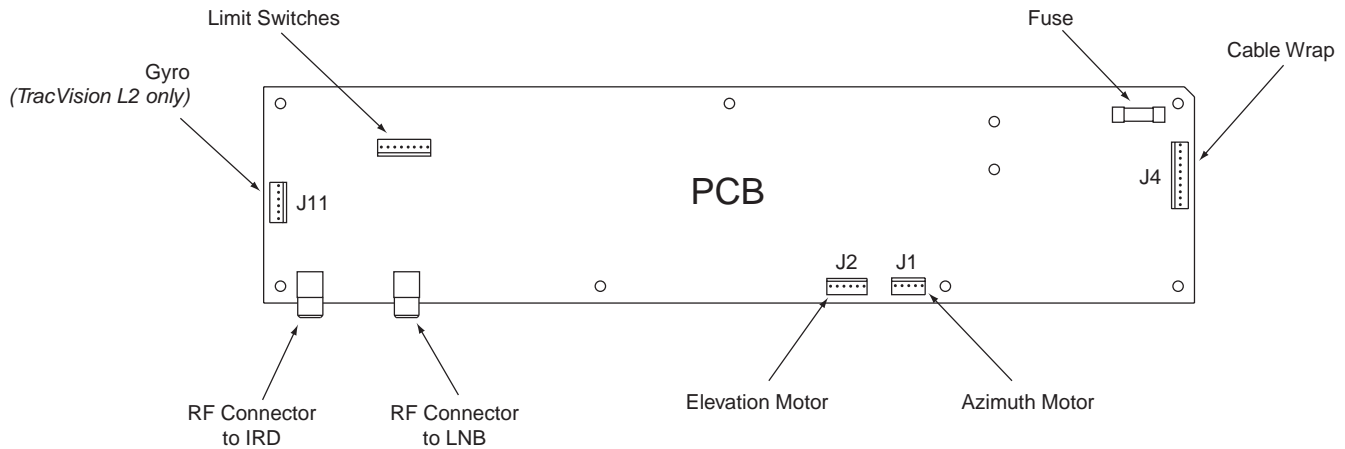 Limit Switches
Fuse
Cable Wrap
Gyro
(TracVision L2 only)
J11
PCB
J4
J2
J1
RF Connector
to IRD
RF Connector
to LNB
Elevation Motor
Azimuth Motor